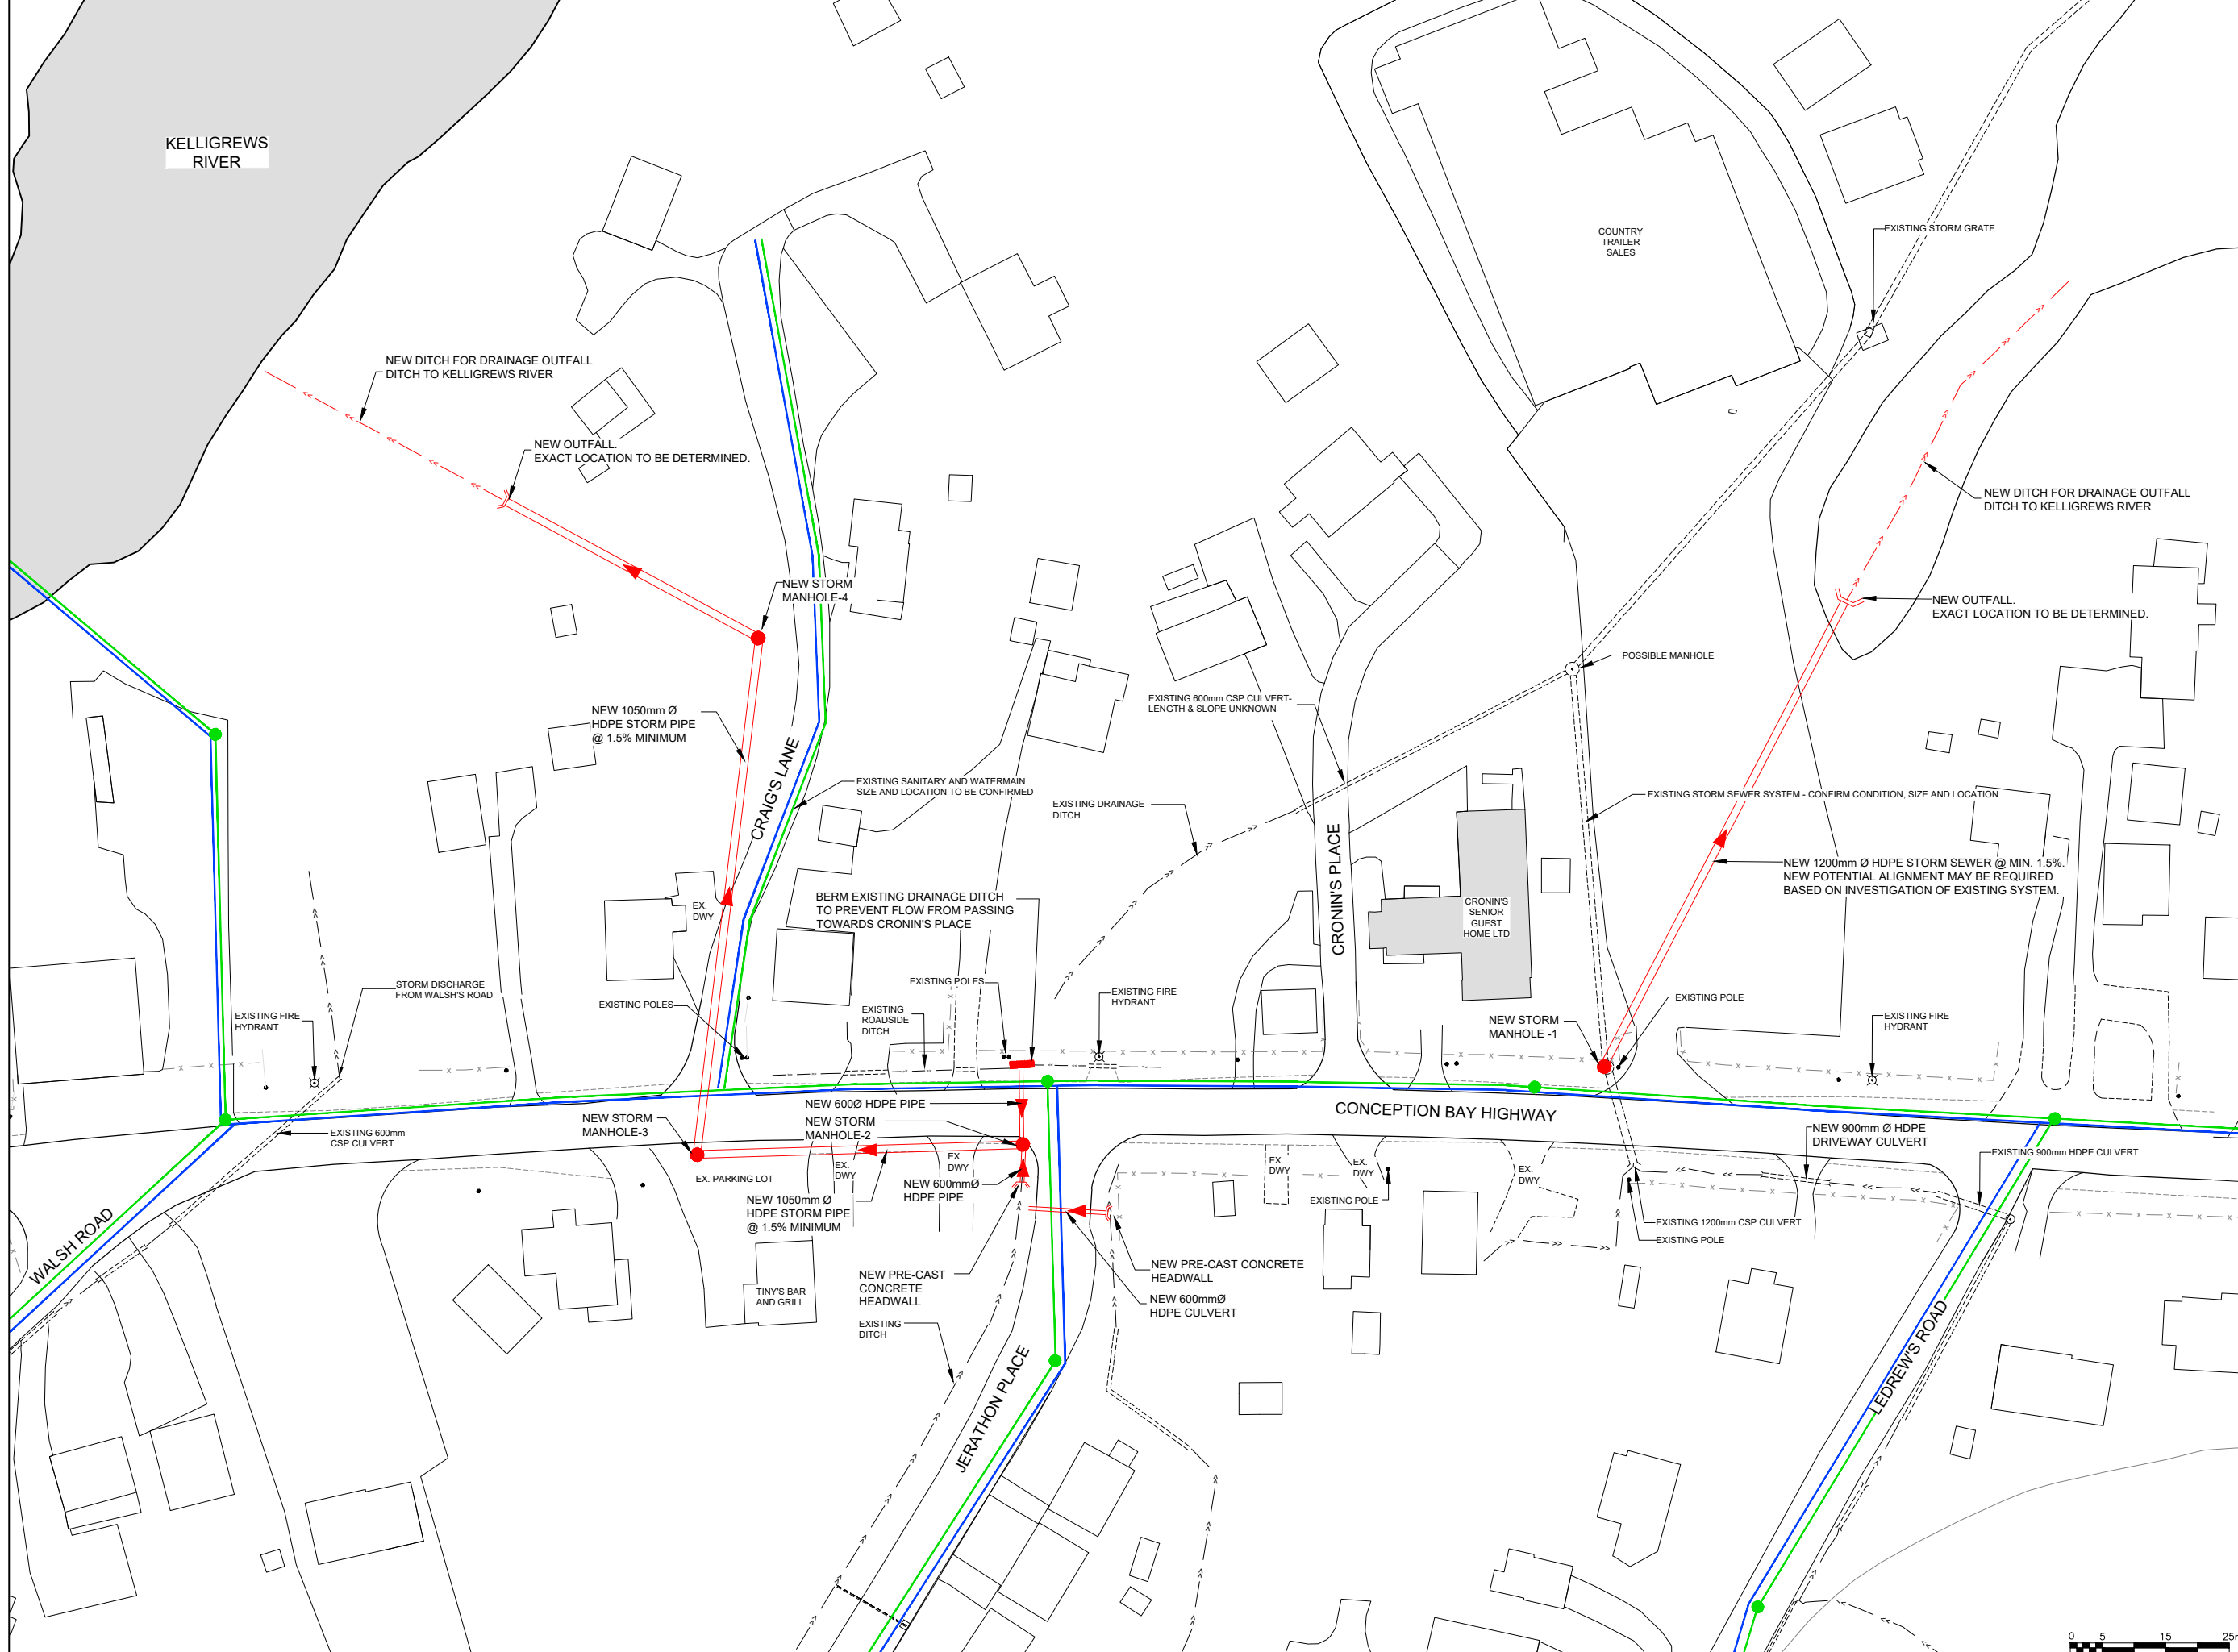 KELLIGREWS
RIVER
COUNTRY
TRAILER
SALES
EXISTING STORM GRATE
NEW DITCH FOR DRAINAGE OUTFALL
DITCH TO KELLIGREWS RIVER
NEW OUTFALL.
EXACT LOCATION TO BE DETERMINED.
NEW DITCH FOR DRAINAGE OUTFALL
DITCH TO KELLIGREWS RIVER
NEW STORM
MANHOLE-4
NEW OUTFALL.
EXACT LOCATION TO BE DETERMINED.
POSSIBLE MANHOLE
EXISTING 600mm CSP CULVERT-
LENGTH & SLOPE UNKNOWN
NEW 1050mm Ø
HDPE STORM PIPE
@ 1.5% MINIMUM
CRAIG'S LANE
EXISTING SANITARY AND WATERMAIN
SIZE AND LOCATION TO BE CONFIRMED
EXISTING DRAINAGE
DITCH
EXISTING STORM SEWER SYSTEM - CONFIRM CONDITION, SIZE AND LOCATION
CRONIN'S PLACE
NEW 1200mm Ø HDPE STORM SEWER @ MIN. 1.5%.
NEW POTENTIAL ALIGNMENT MAY BE REQUIRED
BASED ON INVESTIGATION OF EXISTING SYSTEM.
EX.
DWY
BERM EXISTING DRAINAGE DITCH
TO PREVENT FLOW FROM PASSING
TOWARDS CRONIN'S PLACE
CRONIN'S
SENIOR
GUEST
HOME LTD
STORM DISCHARGE
FROM WALSH'S ROAD
EXISTING POLES
EXISTING POLES
EXISTING FIRE
HYDRANT
EXISTING POLE
EXISTING FIRE
HYDRANT
EXISTING
ROADSIDE
DITCH
NEW STORM
MANHOLE -1
EXISTING FIRE
HYDRANT
NEW 600Ø HDPE PIPE
CONCEPTION BAY HIGHWAY
NEW STORM
MANHOLE-3
NEW STORM
MANHOLE-2
EXISTING 600mm
CSP CULVERT
NEW 900mm Ø HDPE
DRIVEWAY CULVERT
EXISTING 900mm HDPE CULVERT
EX. PARKING LOT
EX.
DWY
EX.
DWY
EX.
DWY
EX.
DWY
EX.
DWY
NEW 600mmØ
HDPE PIPE
NEW 1050mm Ø
HDPE STORM PIPE
@ 1.5% MINIMUM
EXISTING POLE
EXISTING 1200mm CSP CULVERT
EXISTING POLE
WALSH ROAD
NEW PRE-CAST
CONCRETE
HEADWALL
NEW PRE-CAST CONCRETE
HEADWALL
TINY'S BAR
AND GRILL
NEW 600mmØ
HDPE CULVERT
EXISTING
DITCH
JERATHON PLACE
LEDREW'S ROAD
0 5 15 25m